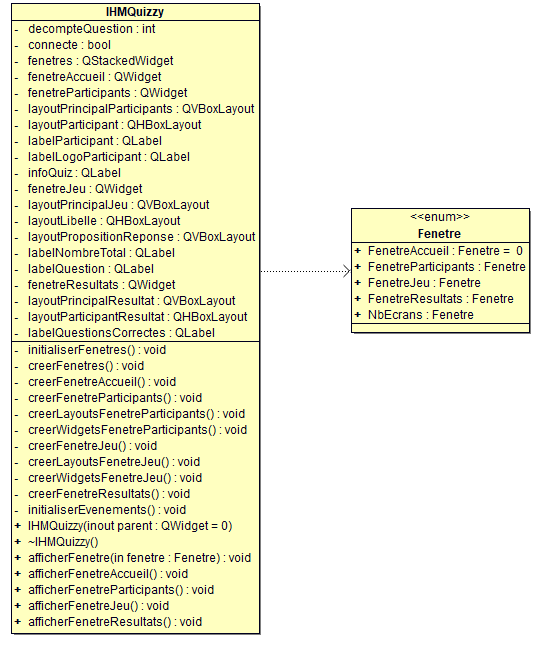 IHMQuizzy
- decompteQuestion : int
- connecte : bool
- fenetres : QStackedWidget
- fenetreAccueil : QWidget
- fenetreParticipants : QWidget
- layoutPrincipalParticipants : QVBoxLayout
- layoutParticipant : QHBoxLayout
- labelParticipant : QLabel
- labelLogoParticipant : QLabel
- infoQuiz : QLabel
- fenetreJeu : QWidget
- layoutPrincipalJeu : QVBoxLayout
- layoutLibelle : QHBoxLayout
- layoutPropositionReponse : QVBoxLayout
- labelNombreTotal : QLabel
- labelQuestion : QLabel
- fenetreResultats : QWidget
- layoutPrincipalResultat : QVBoxLayout
- layoutParticipantResultat : QHBoxLayout
- labelQuestionsCorrectes : QLabel
- initialiserFenetres() : void
- creerFenetres() : void
- creerFenetreAccueil() : void
- creerFenetreParticipants() : void
- creerLayoutsFenetreParticipants() : void
- creerWidgetsFenetreParticipants() : void
- creerFenetreJeu() : void
- creerLayoutsFenetreJeu() : void
- creerWidgetsFenetreJeu() : void
- creerFenetreResultats() : void
- initialiserEvenements() : void
+ IHMQuizzy(inout parent : QWidget = 0)
+ ~IHMQuizzy()
+ afficherFenetre(in fenetre : Fenetre) : void
+ afficherFenetreAccueil() : void
+ afficherFenetreParticipants() : void
+ afficherFenetreJeu() : void
+ afficherFenetreResultats() : void
<<enum>>
Fenetre
+ FenetreAccueil : Fenetre = 0
+ FenetreParticipants : Fenetre
+ FenetreJeu : Fenetre
+ FenetreResultats : Fenetre
+ NbEcrans : Fenetre